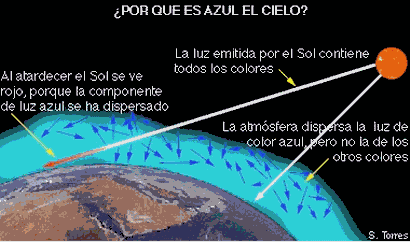 ¿POR QUE ES AZUL EL CIELO?
La luz emitida por el Sol contiene
todos los colores
Al atardecer el Sol se ve
rojo, porque la componente
de luz azul se ha dispersado
La atmósfera dispersa la luz de
color azul, pero no la de los
otros colores
S. Torres